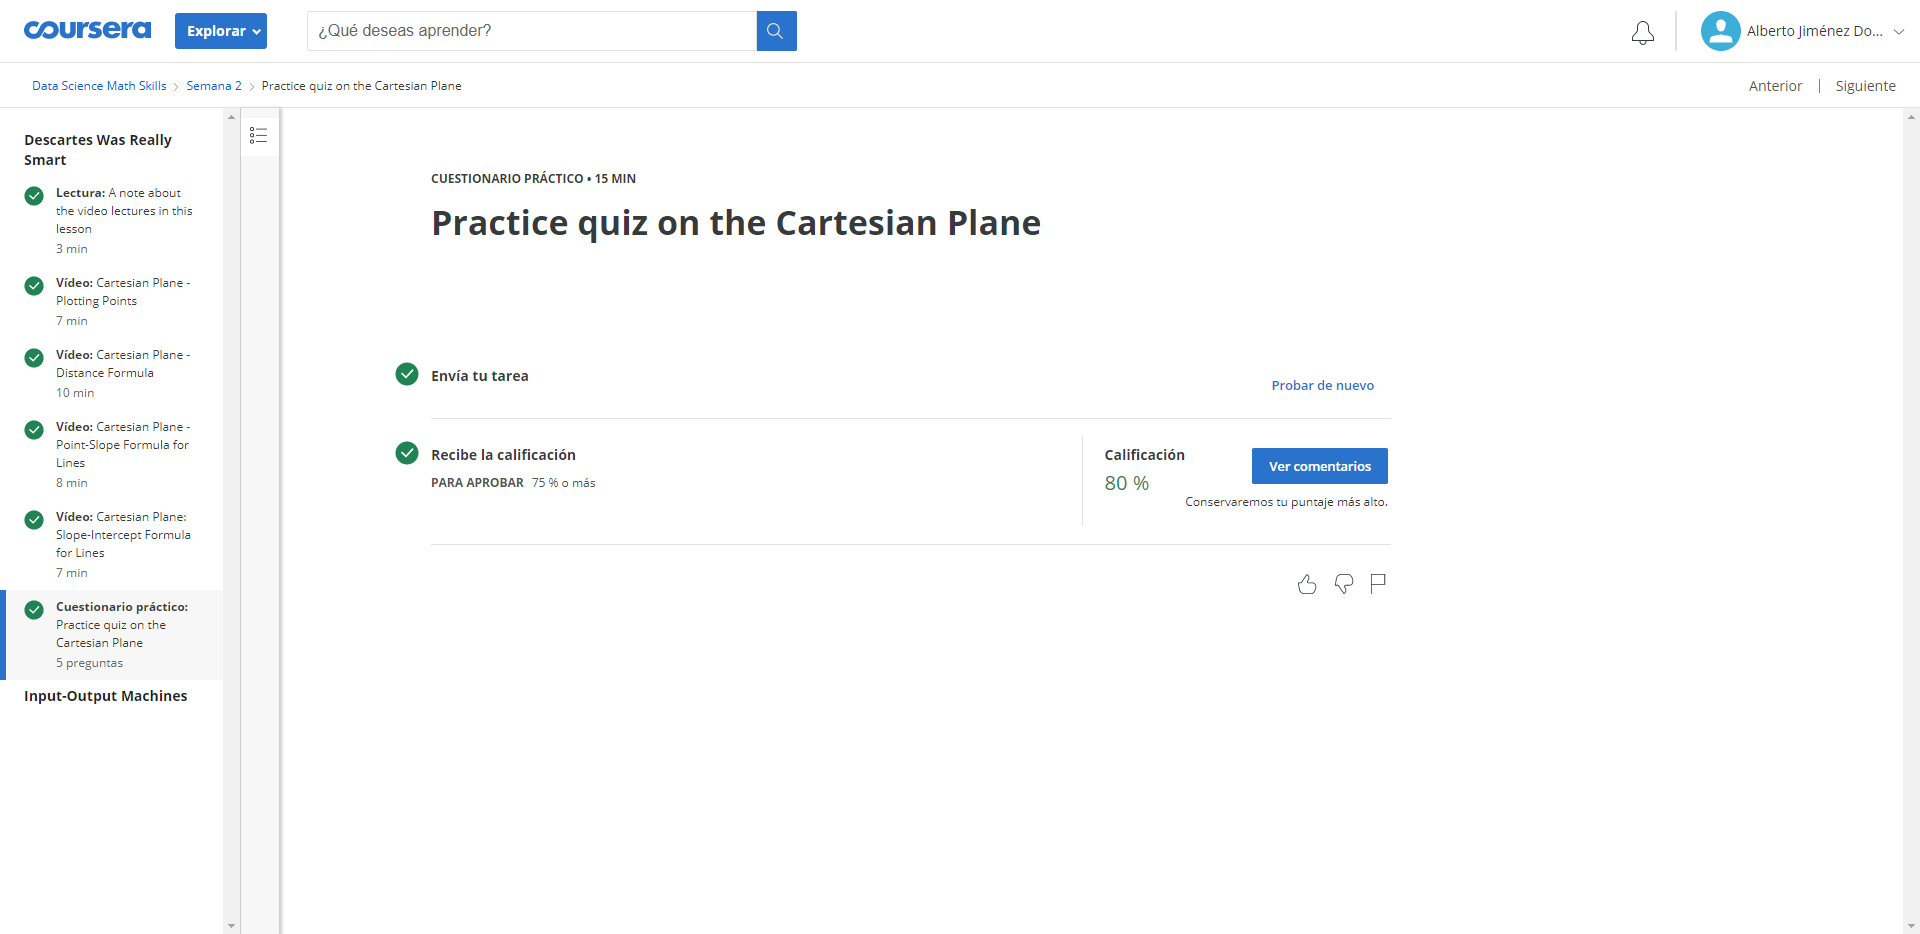 coursera
Explorar
¿Qué deseas aprender?
Alberto Jiménez Do...
Data Science Math Skills
Semana 2
Practice quiz on the Cartesian Plane
Anterior
Siguiente
Descartes Was Really
Smart
Lectura: A note about
the video lectures in this
lesson
3 min
Vídeo: Cartesian Plane -
Plotting Points
7 min
Vídeo: Cartesian Plane -
Distance Formula
10 min
Vídeo: Cartesian Plane -
Point-Slope Formula for
Lines
8 min
Vídeo: Cartesian Plane:
Slope-Intercept Formula
for Lines
7 min
Cuestionario práctico:
Practice quiz on the
Cartesian Plane
5 preguntas
Input-Output Machines
CUESTIONARIO PRÁCTICO • 15 MIN
Practice quiz on the Cartesian Plane
Envía tu tarea
Probar de nuevo
Recibe la calificación
PARA APROBAR 75 % o más
Calificación
80 %
Ver comentarios
Conservaremos tu puntaje más alto.